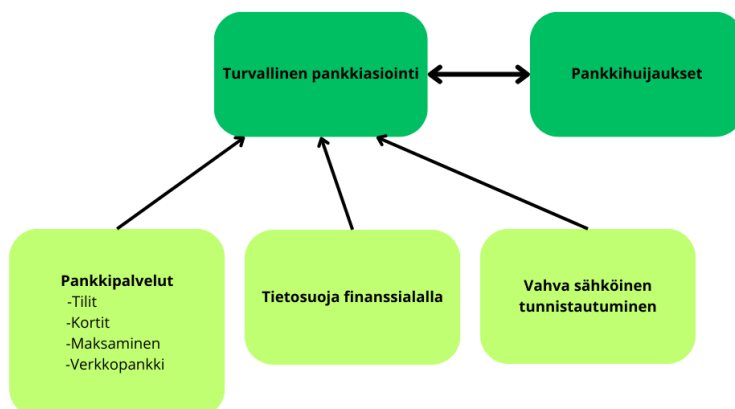 Turvallinen pankkiasiointi
Pankkihuijaukset
Pankkipalvelut
-Tilit
-Kortit
-Maksaminen
-Verkkopankki
Tietosuoja finanssialalla
Vahva sähköinen
tunnistautuminen